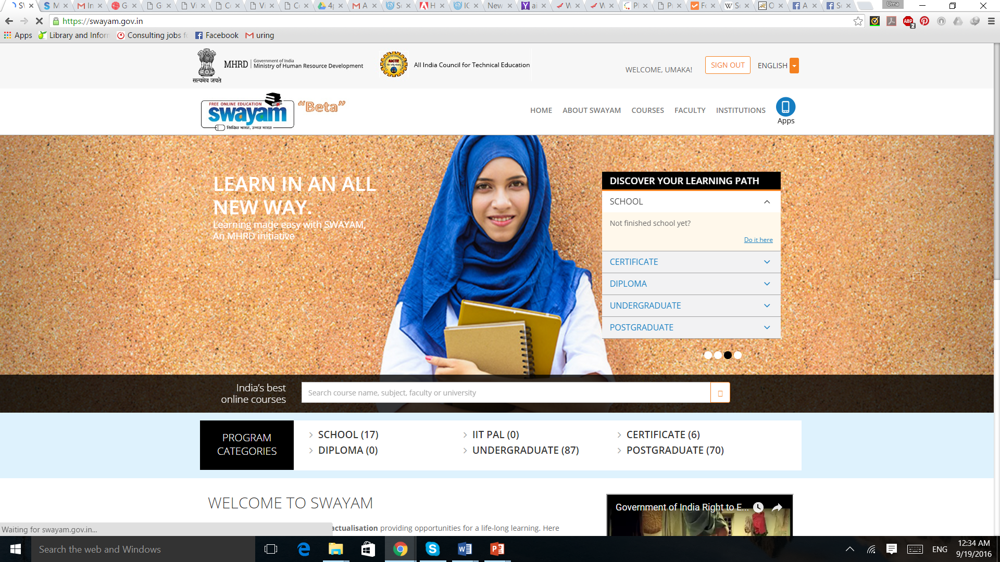 Uma
https://swayam.gov.in
Apps
Library and Inforr
Consulting jobs f
Facebook
uring
सत्यमेव जयते
MHRD
Government of India
Ministry of Human Resource Development
AICTE
All India Council for Technical Education
WELCOME, UMAKA!
SIGN OUT
ENGLISH
FREE ONLINE EDUCATION
swayam
शिक्षित भारत, उन्नत भारत
“Beta”
HOME
ABOUT SWAYAM
COURSES
FACULTY
INSTITUTIONS
Apps
LEARN IN AN ALL
NEW WAY.
Learning made easy with SWAYAM,
An MHRD initiative
DISCOVER YOUR LEARNING PATH
SCHOOL
Not finished school yet?
Do it here
CERTIFICATE
DIPLOMA
UNDERGRADUATE
POSTGRADUATE
India’s best
online courses
Search course name, subject, faculty or university
PROGRAM
CATEGORIES
SCHOOL (17)
IIT PAL (0)
CERTIFICATE (6)
DIPLOMA (0)
UNDERGRADUATE (87)
POSTGRADUATE (70)
WELCOME TO SWAYAM
Government of India Right to E...
actualisation providing opportunities for a life-long learning. Here
Waiting for swayam.gov.in...
Search the web and Windows
ENG
12:34 AM
9/19/2016